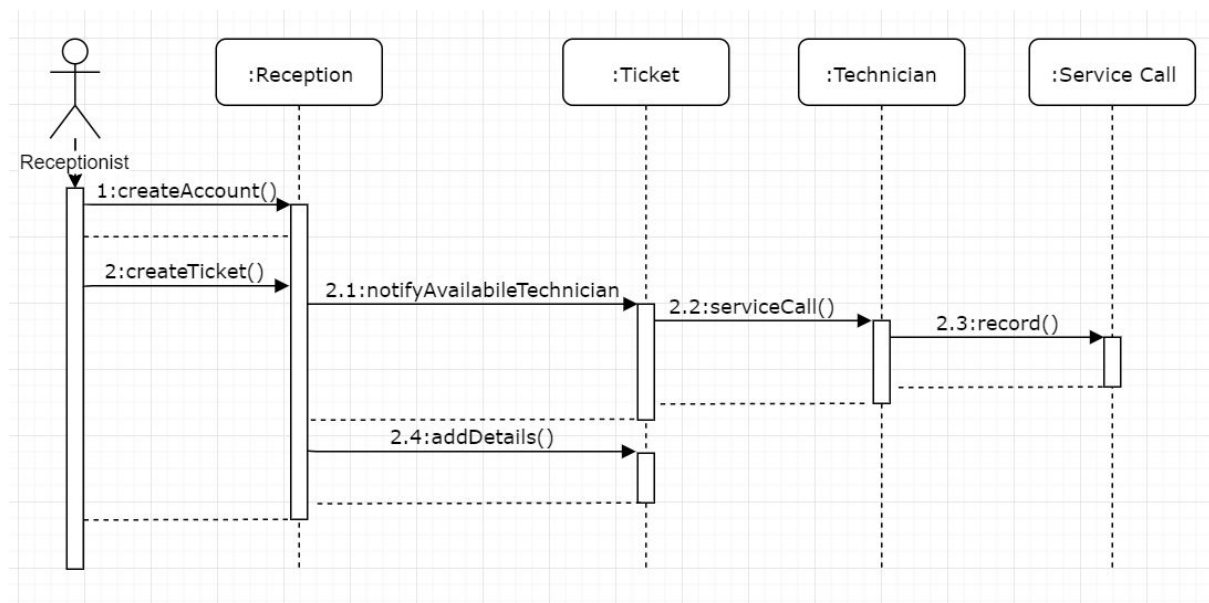 :Reception
:Ticket
:Technician
:Service Call
Receptionist
1:createAccount()
2:createTicket()
2.1:notifyAvailabileTechnician
2.2:serviceCall()
2.3:record()
2.4:addDetails()